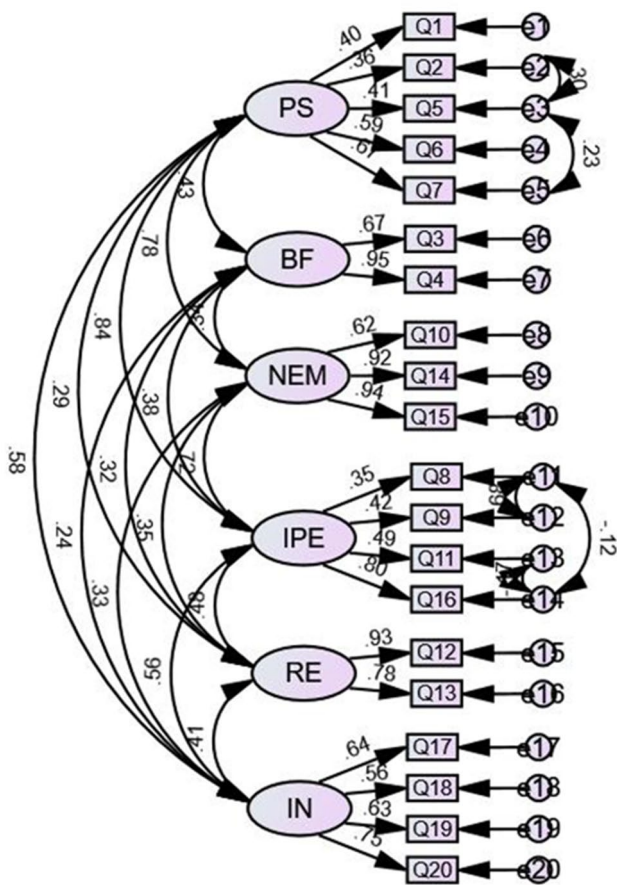 .40 Q1 e1
.36 Q2 e2
.30
PS .41 Q5 e3
.59 Q6 e4
.23
Q7 e5
.43
.67 Q3 e6
BF .95 Q4 e7
.78
.62 Q10 e8
NEM .92 Q14 e9
.94 Q15 e10
.84
.38
.29
.72
.35 Q8 e11
.42 Q9 e12
IPE .49 Q11 e13
.80 Q16 e14
-.12
.58
.32
.35
.24
.33
.93 Q12 e15
RE .78 Q13 e16
.41
.64 Q17 e17
.56 Q18 e18
IN .63 Q19 e19
.75 Q20 e20